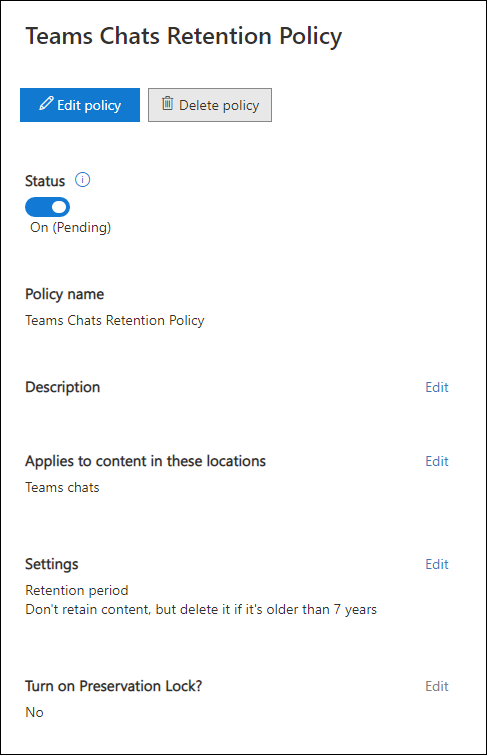 Teams Chats Retention Policy
Edit policy
Delete policy
Status
On (Pending)
Policy name
Teams Chats Retention Policy
Description
Edit
Applies to content in these locations
Edit
Teams chats
Settings
Edit
Retention period
Don't retain content, but delete it if it's older than 7 years
Turn on Preservation Lock?
Edit
No